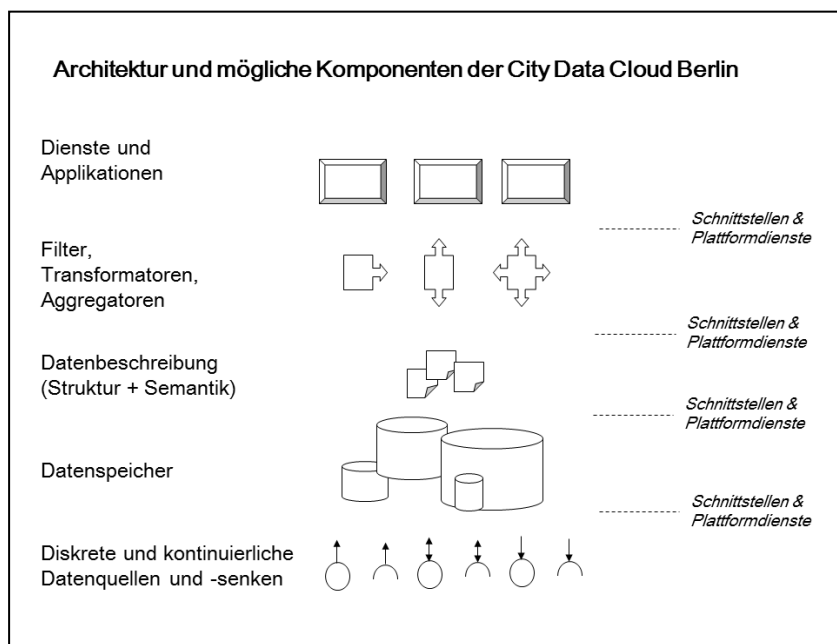 Architektur und mögliche Komponenten der City Data Cloud Berlin
Dienste und
Applikationen
Schnittstellen &
Plattformdienste
Filter,
Transformatoren,
Aggregatoren
Schnittstellen &
Plattformdienste
Datenbeschreibung
(Struktur + Semantik)
Schnittstellen &
Plattformdienste
Datenspeicher
Schnittstellen &
Plattformdienste
Diskrete und kontinuierliche
Datenquellen und -senken